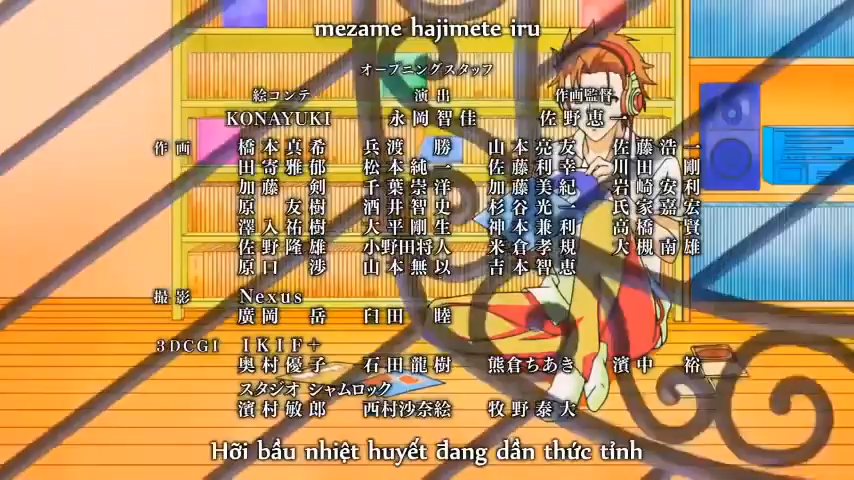 mezame hajimete iru
オープニングスタッフ
絵コンテ 演出 作画監督
KONAYUKI 永岡智佳 佐野恵一
作画 橋本真希 兵渡勝 山本亮友 佐藤浩一
田寄雅郁 松本純一 佐藤利幸 川田剛
加藤剣 千葉崇洋 加藤美紀 岩崎安利
原友樹 酒井智史 杉谷光一 氏家嘉宏
澤入祐樹 大平剛生 神本兼利 高橋賢
佐野隆雄 小野田将人 米倉孝規 大槻南雄
原口渉 山本無以 吉本智恵
撮影 Nexus
廣岡岳 臼田睦
3DCGI IKIF+
奥村優子 石田龍樹 熊倉ちあき 濱中裕
スタジオ シャムロック
濱村敏郎 西村沙奈絵 牧野泰大
Hỡi bầu nhiệt huyết đang dần thức tỉnh